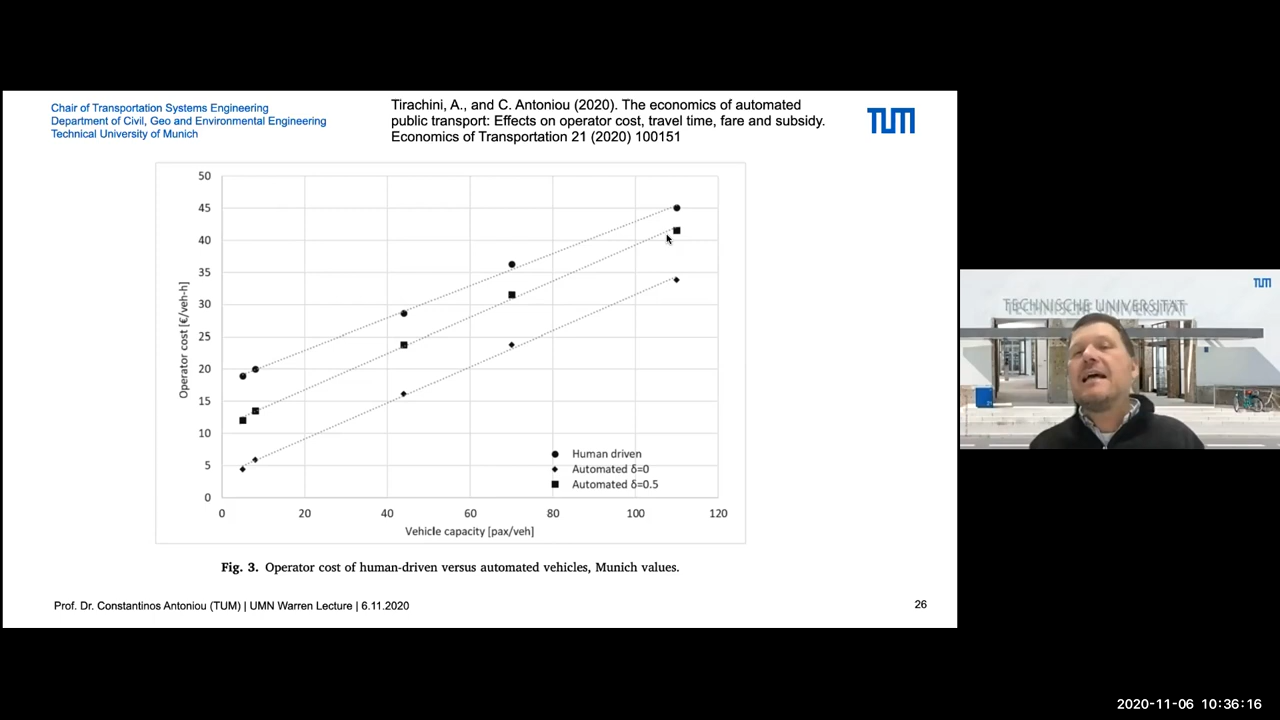 Chair of Transportation Systems Engineering
Department of Civil, Geo and Environmental Engineering
Technical University of Munich
Tirachini, A., and C. Antoniou (2020). The economics of automated
public transport: Effects on operator cost, travel time, fare and subsidy.
Economics of Transportation 21 (2020) 100151
TUM
50
45
40
35
30
25
20
15
10
5
0
Operator cost [€/veh-h]
0 20 40 60 80 100 120
Vehicle capacity [pax/veh]
Human driven
Automated δ=0
Automated δ=0.5
Fig. 3. Operator cost of human-driven versus automated vehicles, Munich values.
Prof. Dr. Constantinos Antoniou (TUM) | UMN Warren Lecture | 6.11.2020
26
TUM
TECHNISCHE UNIVERSITÄT
2020-11-06 10:36:16